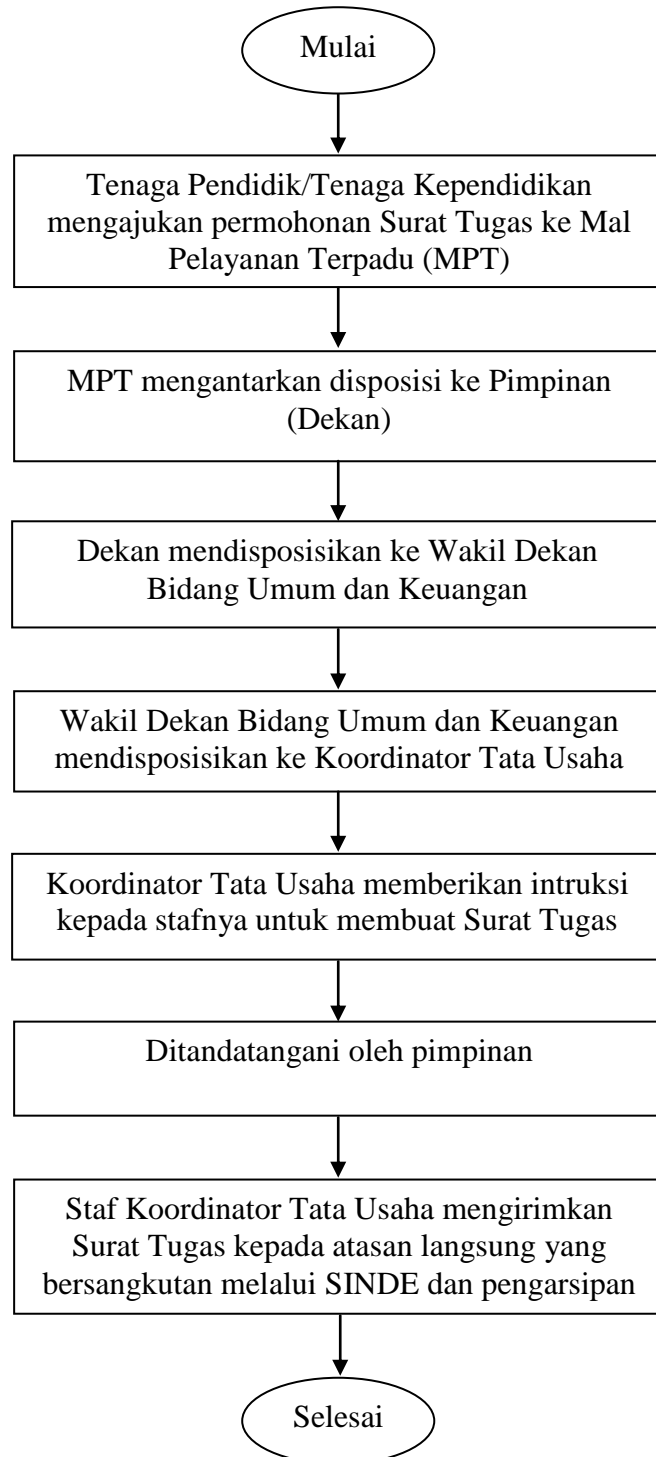 Mulai
Tenaga Pendidik/Tenaga Kependidikan
mengajukan permohonan Surat Tugas ke Mal
Pelayanan Terpadu (MPT)
MPT mengantarkan disposisi ke Pimpinan
(Dekan)
Dekan mendisposisikan ke Wakil Dekan
Bidang Umum dan Keuangan
Wakil Dekan Bidang Umum dan Keuangan
mendisposisikan ke Koordinator Tata Usaha
Koordinator Tata Usaha memberikan intruksi
kepada stafnya untuk membuat Surat Tugas
Ditandatangani oleh pimpinan
Staf Koordinator Tata Usaha mengirimkan
Surat Tugas kepada atasan langsung yang
bersangkutan melalui SINDE dan pengarsipan
Selesai